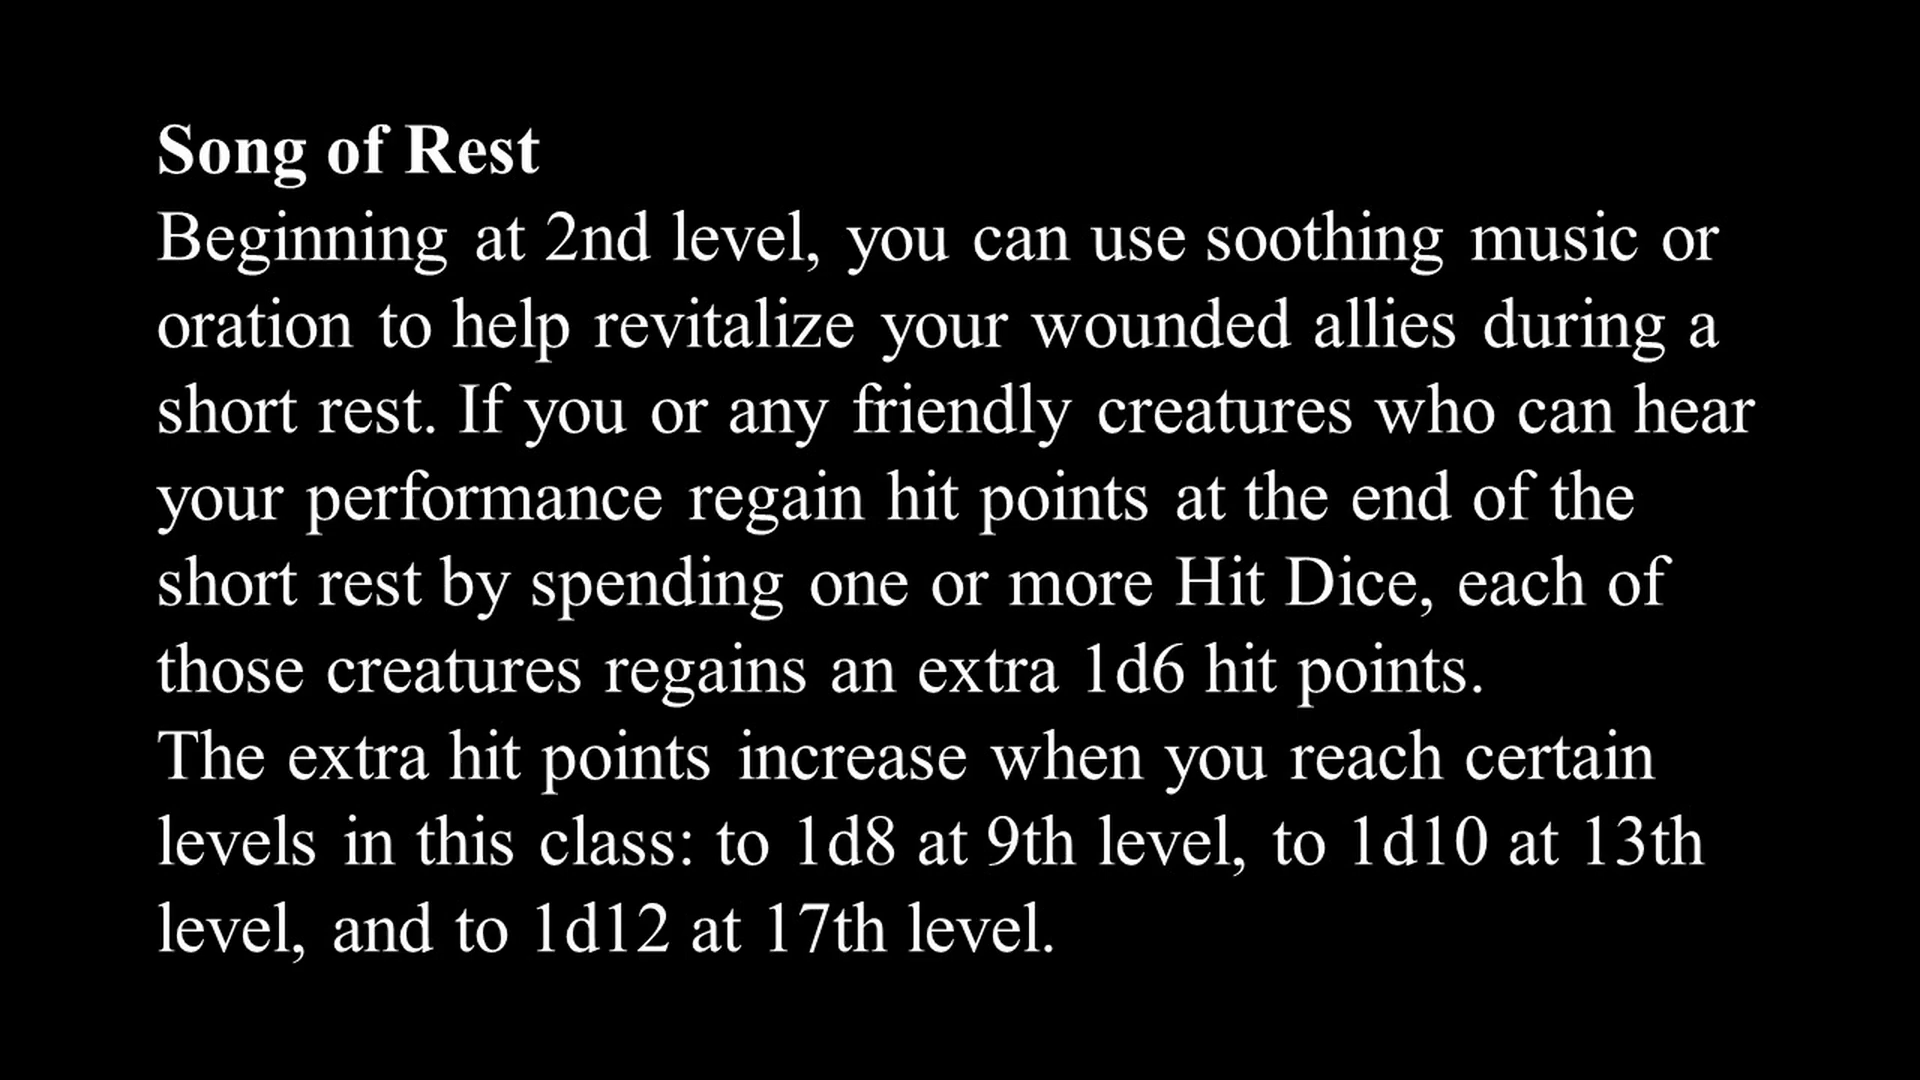 Song of Rest
Beginning at 2nd level, you can use soothing music or
oration to help revitalize your wounded allies during a
short rest. If you or any friendly creatures who can hear
your performance regain hit points at the end of the
short rest by spending one or more Hit Dice, each of
those creatures regains an extra 1d6 hit points.
The extra hit points increase when you reach certain
levels in this class: to 1d8 at 9th level, to 1d10 at 13th
level, and to 1d12 at 17th level.